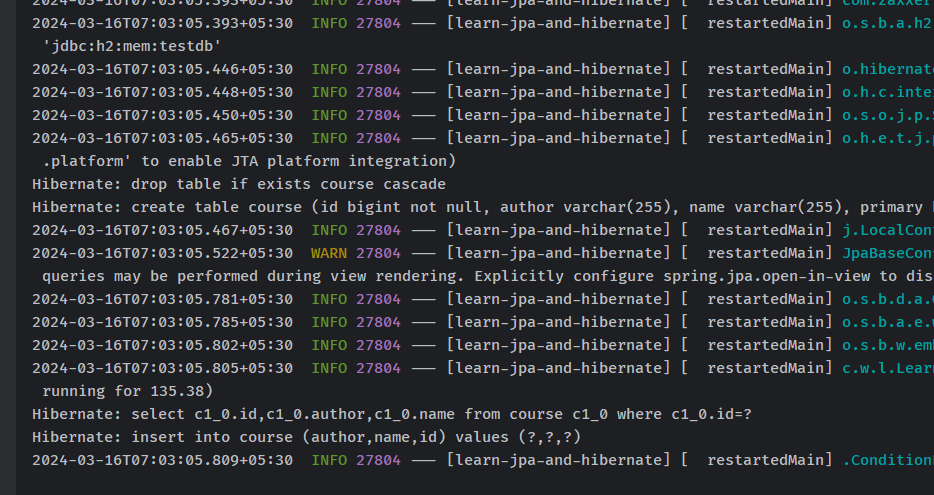 2024-03-16T07:03:05.393+05:30 INFO 27804 --- [learn-jpa-and-hibernate] [ restartedMain] com.zaxxer
2024-03-16T07:03:05.393+05:30 INFO 27804 --- [learn-jpa-and-hibernate] [ restartedMain] o.s.b.a.h2
'jdbc:h2:mem:testdb'
2024-03-16T07:03:05.446+05:30 INFO 27804 --- [learn-jpa-and-hibernate] [ restartedMain] o.hibernat
2024-03-16T07:03:05.448+05:30 INFO 27804 --- [learn-jpa-and-hibernate] [ restartedMain] o.h.c.inte
2024-03-16T07:03:05.450+05:30 INFO 27804 --- [learn-jpa-and-hibernate] [ restartedMain] o.s.o.j.p.
2024-03-16T07:03:05.465+05:30 INFO 27804 --- [learn-jpa-and-hibernate] [ restartedMain] o.h.e.t.j.
.platform' to enable JTA platform integration)
Hibernate: drop table if exists course cascade
Hibernate: create table course (id bigint not null, author varchar(255), name varchar(255), primary
2024-03-16T07:03:05.467+05:30 INFO 27804 --- [learn-jpa-and-hibernate] [ restartedMain] j.LocalCon
2024-03-16T07:03:05.522+05:30 WARN 27804 --- [learn-jpa-and-hibernate] [ restartedMain] JpaBaseCon
queries may be performed during view rendering. Explicitly configure spring.jpa.open-in-view to dis
2024-03-16T07:03:05.781+05:30 INFO 27804 --- [learn-jpa-and-hibernate] [ restartedMain] o.s.b.d.a.
2024-03-16T07:03:05.785+05:30 INFO 27804 --- [learn-jpa-and-hibernate] [ restartedMain] o.s.b.a.e.
2024-03-16T07:03:05.802+05:30 INFO 27804 --- [learn-jpa-and-hibernate] [ restartedMain] o.s.b.w.em
2024-03-16T07:03:05.805+05:30 INFO 27804 --- [learn-jpa-and-hibernate] [ restartedMain] c.w.l.Lear
running for 135.38)
Hibernate: select c1_0.id,c1_0.author,c1_0.name from course c1_0 where c1_0.id=?
Hibernate: insert into course (author,name,id) values (?,?,?)
2024-03-16T07:03:05.809+05:30 INFO 27804 --- [learn-jpa-and-hibernate] [ restartedMain] .Condition